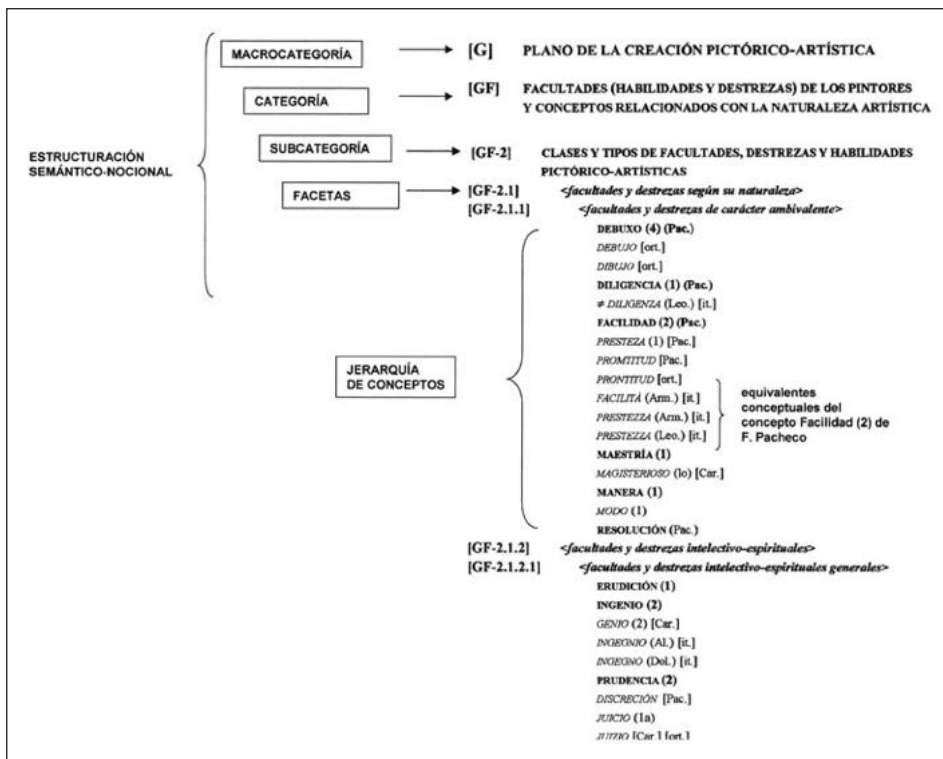 MACROCATEGORÍA
[G] PLANO DE LA CREACIÓN PICTÓRICO-ARTÍSTICA
CATEGORÍA
[GF] FACULTADES (HABILIDADES Y DESTREZAS) DE LOS PINTORES
Y CONCEPTOS RELACIONADOS CON LA NATURALEZA ARTÍSTICA
SUBCATEGORÍA
[GF-2] CLASES Y TIPOS DE FACULTADES, DESTREZAS Y HABILIDADES
PICTÓRICO-ARTÍSTICAS
ESTRUCTURACIÓN
SEMÁNTICO-NOCIONAL
FACETAS
[GF-2.1] <facultades y destrezas según su naturaleza>
[GF-2.1.1] <facultades y destrezas de carácter ambivalente>
DEBUXO (4) (Pac.)
DEBUJO [ort.]
DIBUJO [ort.]
DILIGENCIA (1) (Pac.)
≠ DILIGENZA (Leo.) [it.]
FACILIDAD (2) (Pac.)
PRESTEZA (1) [Pac.]
PROMTITUD [Pac.]
JERARQUÍA
DE CONCEPTOS
PRONTITUD [ort.]
FACILITÁ (Arm.) [it.]
PRESTEZZA (Arm.) [it.]
PRESTEZZA (Leo.) [it.]
equivalentes
conceptuales del
concepto Facilidad (2) de
F. Pacheco
MAESTRÍA (1)
MAGISTERIOSO (lo) [Car.]
MANERA (1)
MODO (1)
RESOLUCIÓN (Pac.)
[GF-2.1.2] <facultades y destrezas intelectivo-espirituales>
[GF-2.1.2.1] <facultades y destrezas intelectivo-espirituales generales>
ERUDICIÓN (1)
INGENIO (2)
GENIO (2) [Car.]
INGEGNIO (Al.) [it.]
INGEGNO (Dol.) [it.]
PRUDENCIA (2)
DISCRECIÓN [Pac.]
JUICIO (1a)
JUIZIO [Car.] [ort.]